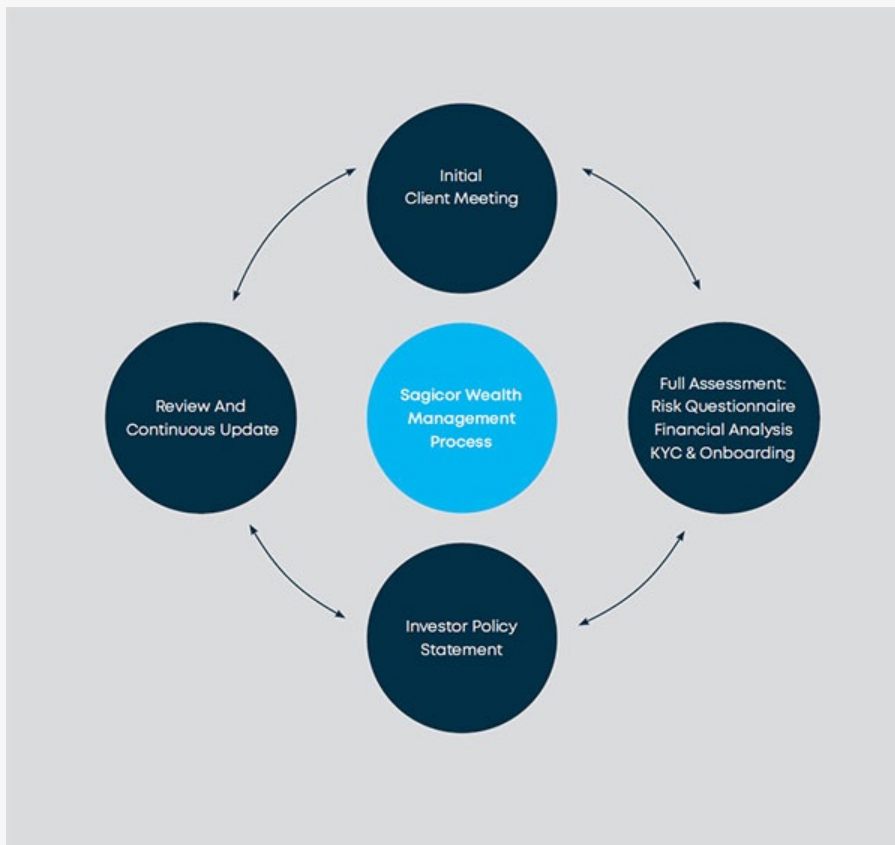 Initial
Client Meeting
Full Assessment:
Risk Questionnaire
Financial Analysis
KYC & Onboarding
Sagicor Wealth
Management
Process
Review And
Continuous Update
Investor Policy
Statement